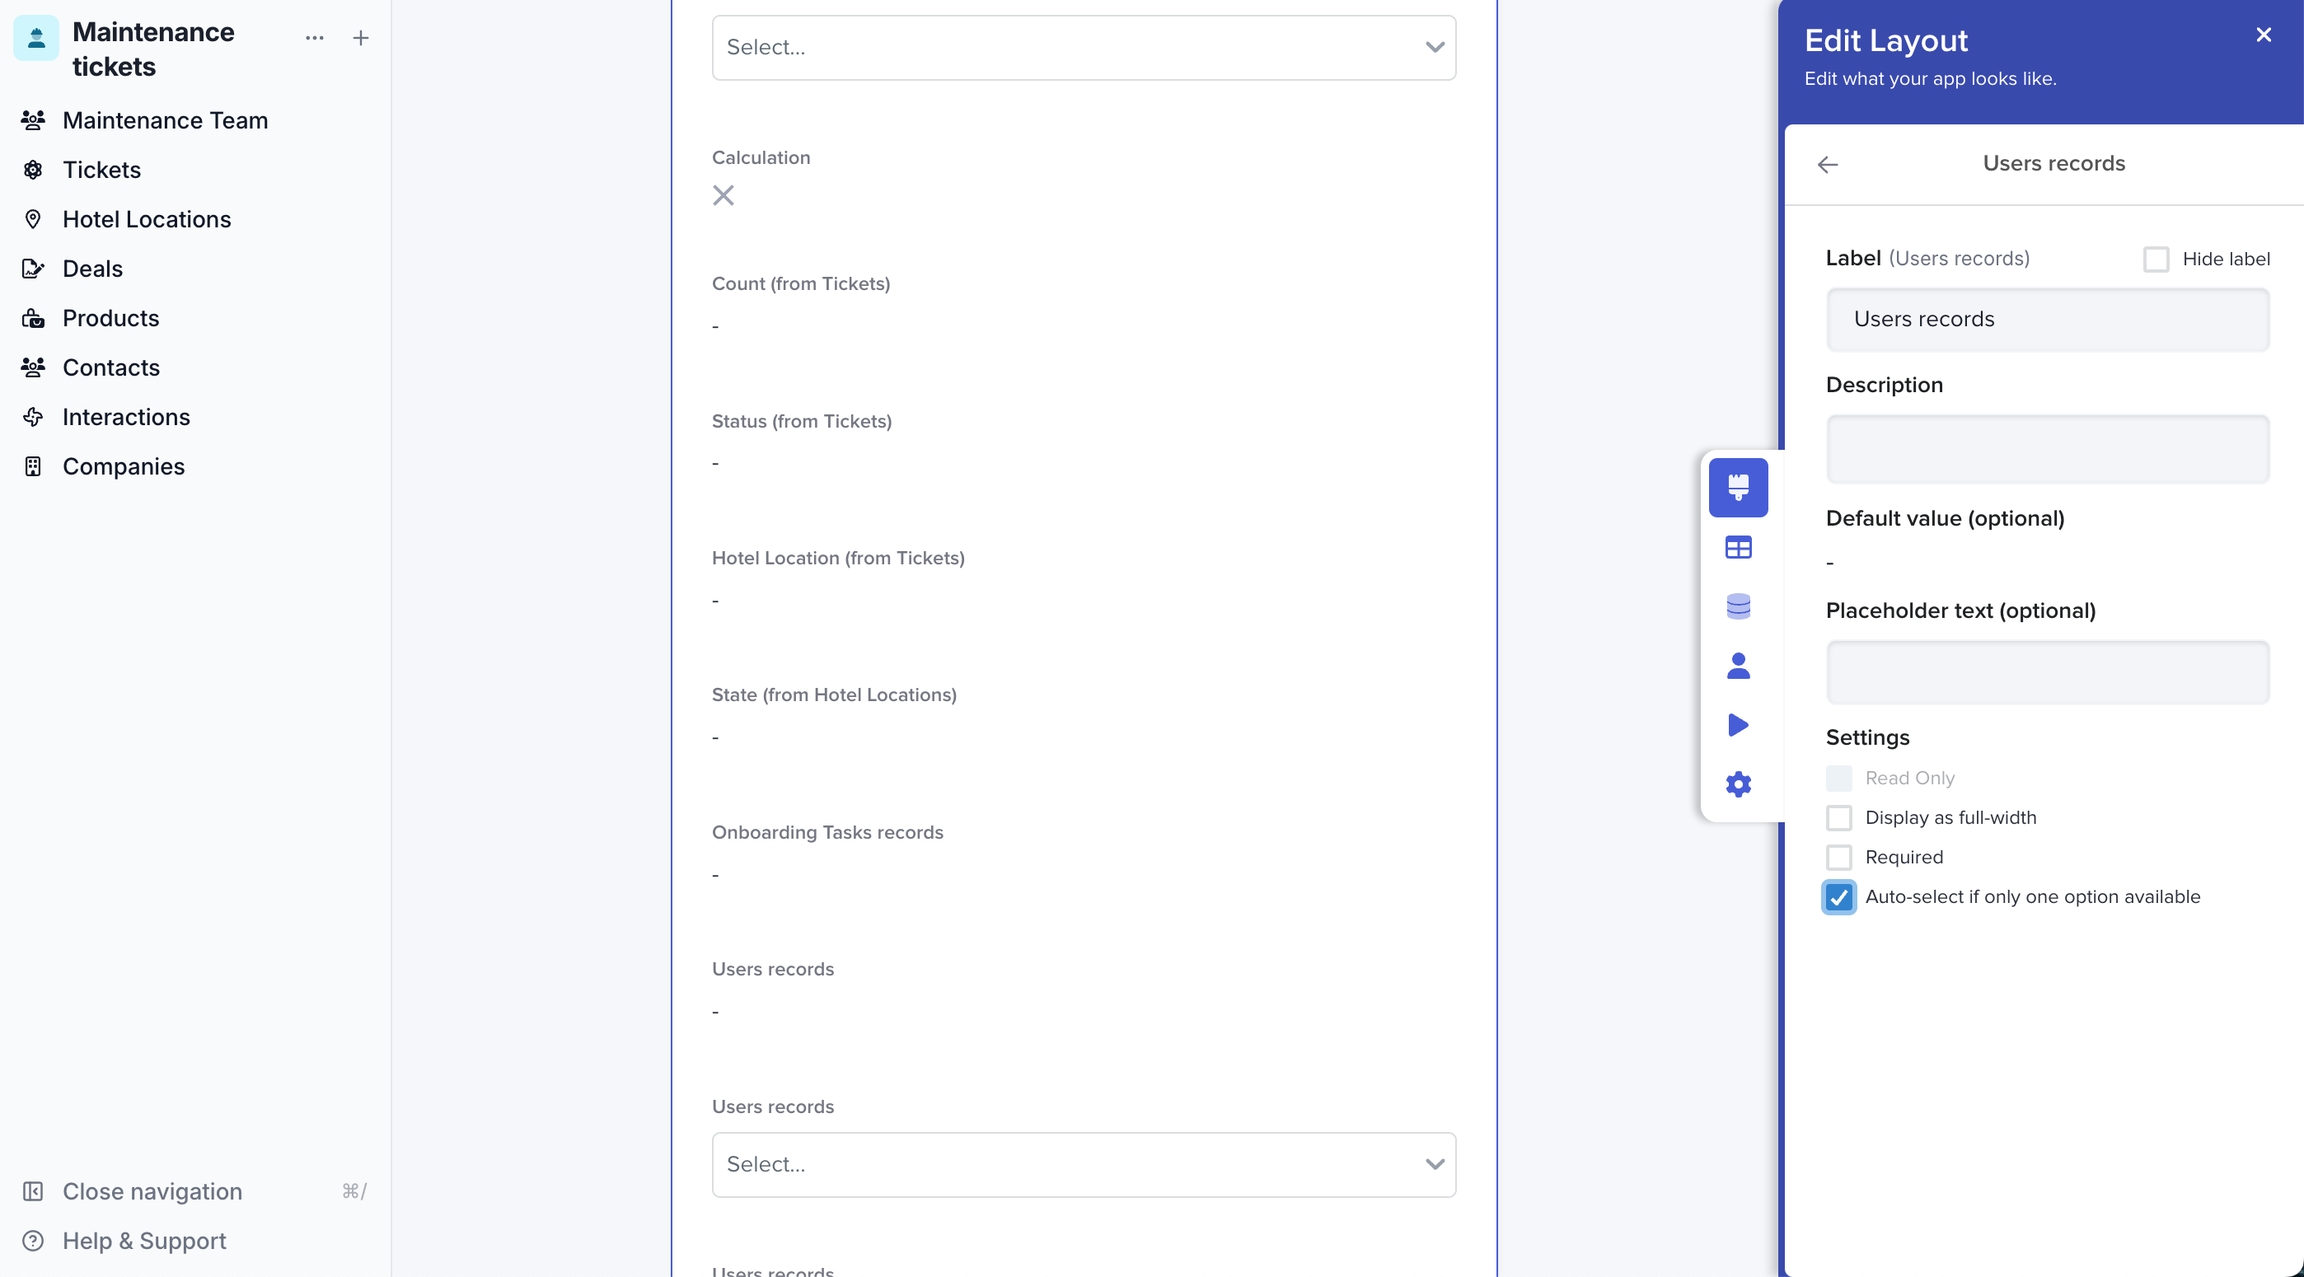 Maintenance
tickets
Maintenance Team
Tickets
Hotel Locations
Deals
Products
Contacts
Interactions
Companies
Close navigation ⌘/
Help & Support
Select...
Calculation
Count (from Tickets)
-
Status (from Tickets)
-
Hotel Location (from Tickets)
-
State (from Hotel Locations)
-
Onboarding Tasks records
-
Users records
-
Users records
Select...
Users records
Edit Layout
Edit what your app looks like.
Users records
Label (Users records) Hide label
Users records
Description
Default value (optional)
-
Placeholder text (optional)
Settings
Read Only
Display as full-width
Required
Auto-select if only one option available